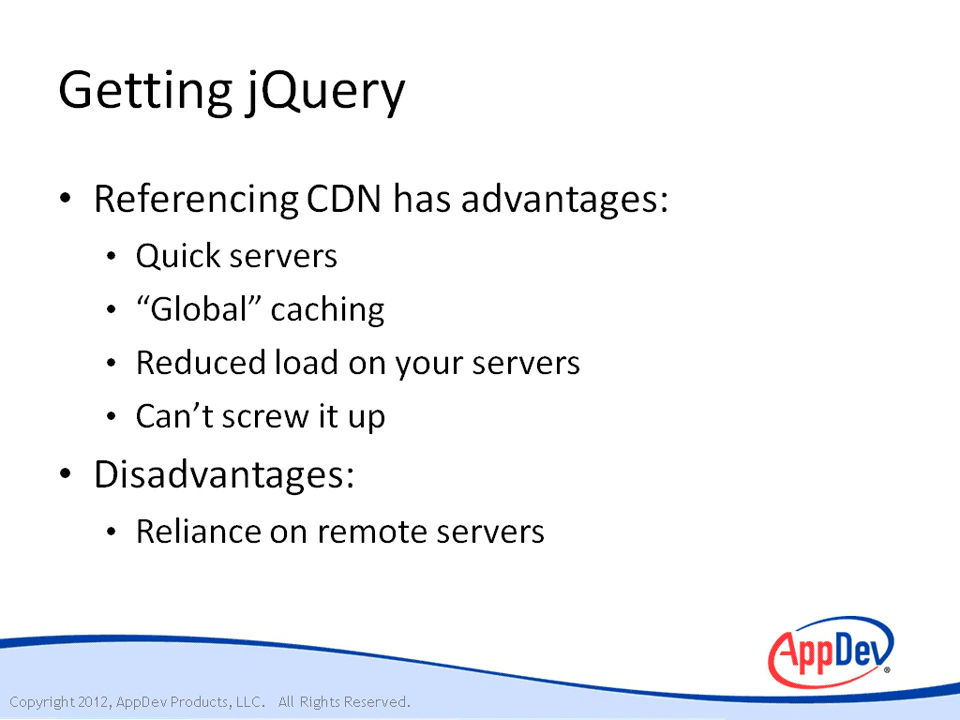 Getting jQuery
• Referencing CDN has advantages:
• Quick servers
• “Global” caching
• Reduced load on your servers
• Can’t screw it up
• Disadvantages:
• Reliance on remote servers
AppDev®
Copyright 2012, AppDev Products, LLC. All Rights Reserved.